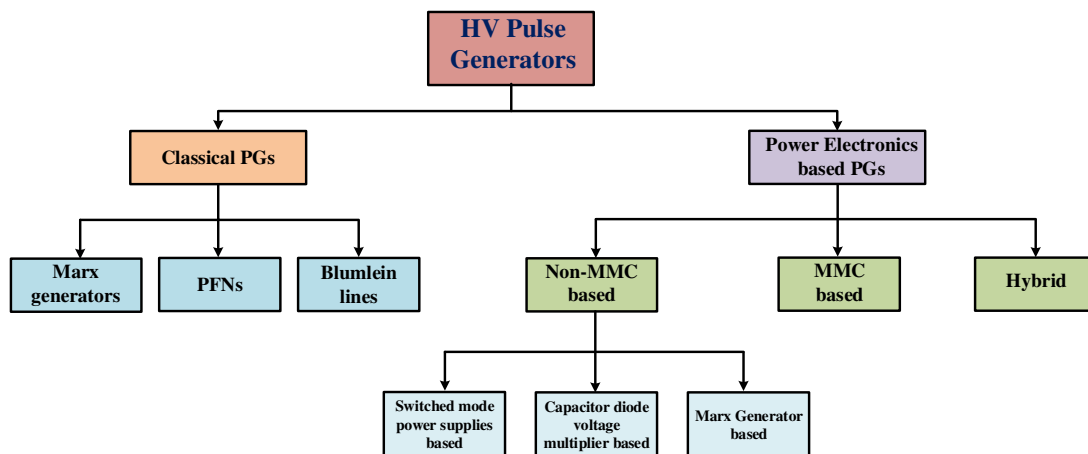 HV Pulse
Generators
Classical PGs
Power Electronics
based PGs
Marx
generators
PFNs
Blumlein
lines
Non-MMC
based
MMC
based
Hybrid
Switched mode
power supplies
based
Capacitor diode
voltage
multiplier based
Marx Generator
based